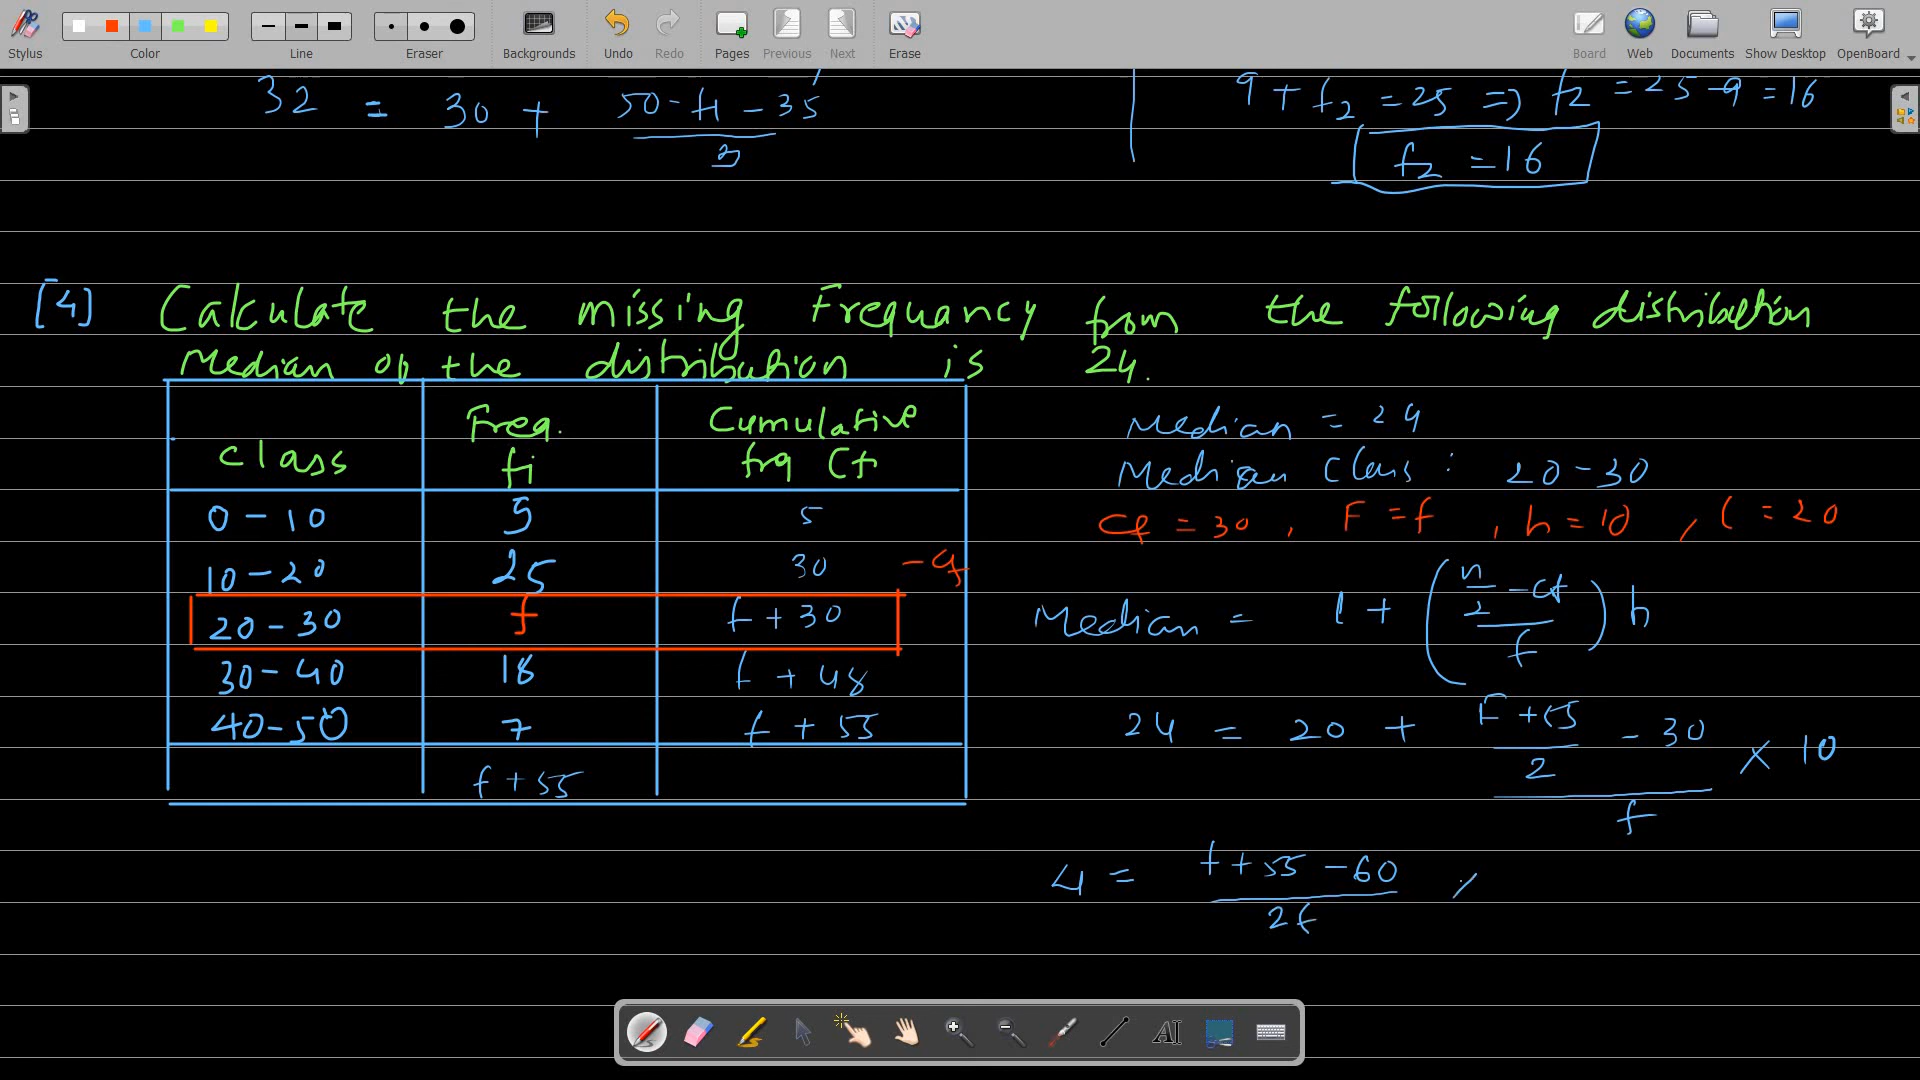 Stylus Color Line Eraser Backgrounds Undo Redo Pages Previous Next Erase Board Web Documents Show Desktop OpenBoard
32 = 30 + 50 - f1 - 35 / 3
9 + f2 = 25 => f2 = 25 - 9 = 16
f2 = 16
[4] Calculate the missing Frequancy from the following distribution
Median of the distribution is 24.
Class Freq. fi Cumulative frq Cf
0 - 10 5 5
10 - 20 25 30 - cf
20 - 30 f f + 30
30 - 40 18 f + 48
40 - 50 7 f + 55
f + 55
Median = 24
Median Class : 20 - 30
cf = 30 , F = f , h = 10 , l = 20
Median = l + ( n/2 - cf / f ) h
24 = 20 + F + 55 / 2 - 30 / f × 10
4 = f + 55 - 60 / 2f
AI